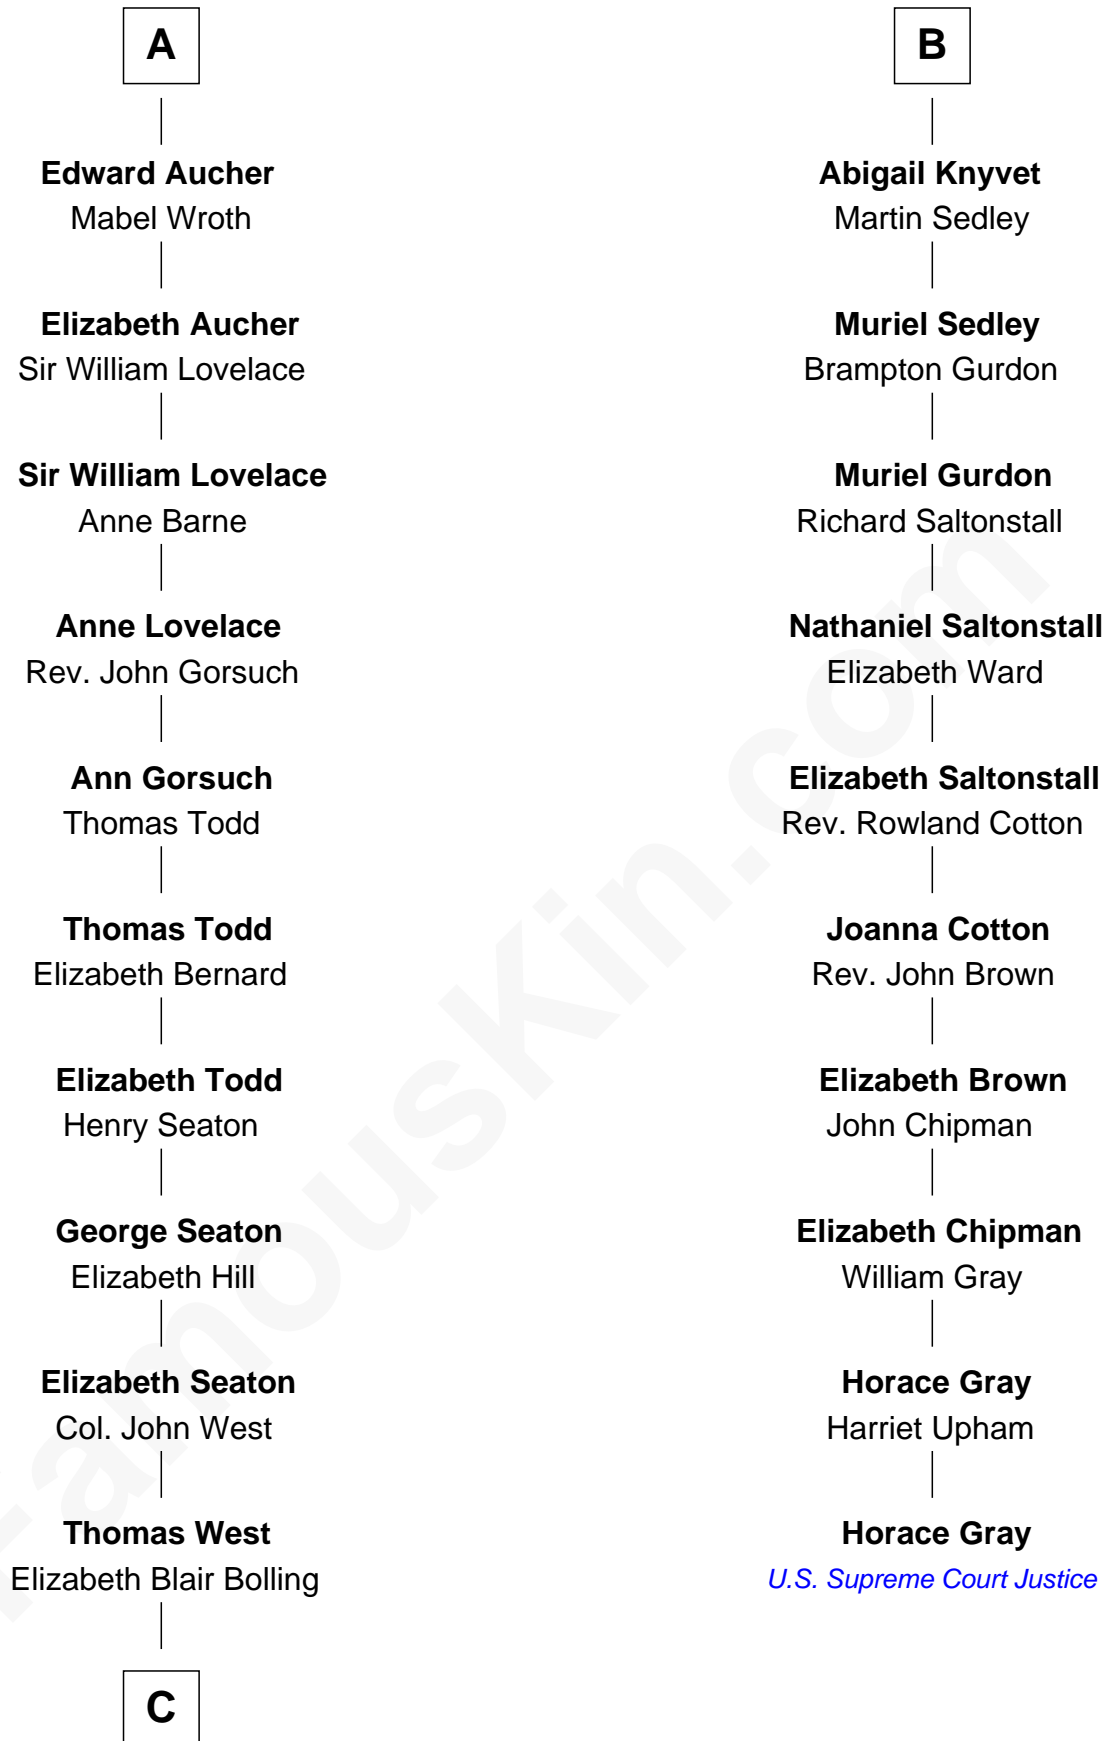 A
Edward Aucher
Mabel Wroth
Elizabeth Aucher
Sir William Lovelace
Sir William Lovelace
Anne Barne
Anne Lovelace
Rev. John Gorsuch
Ann Gorsuch
Thomas Todd
Thomas Todd
Elizabeth Bernard
Elizabeth Todd
Henry Seaton
George Seaton
Elizabeth Hill
Elizabeth Seaton
Col. John West
Thomas West
Elizabeth Blair Bolling
C
B
Abigail Knyvet
Martin Sedley
Muriel Sedley
Brampton Gurdon
Muriel Gurdon
Richard Saltonstall
Nathaniel Saltonstall
Elizabeth Ward
Elizabeth Saltonstall
Rev. Rowland Cotton
Joanna Cotton
Rev. John Brown
Elizabeth Brown
John Chipman
Elizabeth Chipman
William Gray
Horace Gray
Harriet Upham
Horace Gray
U.S. Supreme Court Justice
FamousKin.com